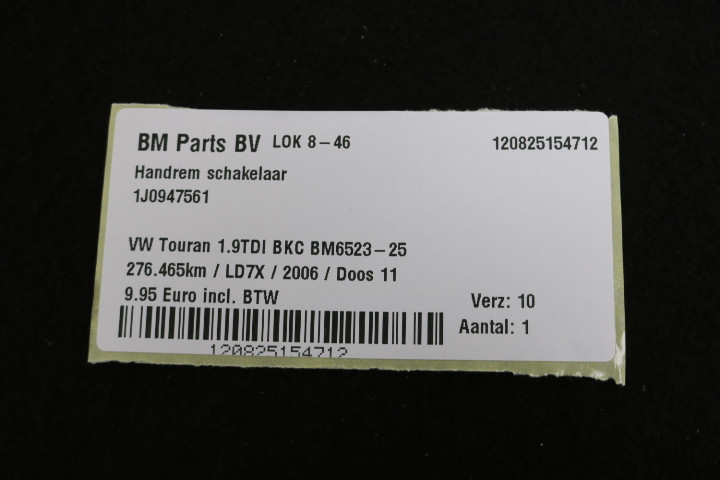 BM Parts BV LOK 8-46 120825154712
Handrem schakelaar
1J0947561
VW Touran 1.9TDI BKC BM6523-25
276.465km / LD7X / 2006 / Doos 11
9.95 Euro incl. BTW Verz: 10
Aantal: 1
120825154712